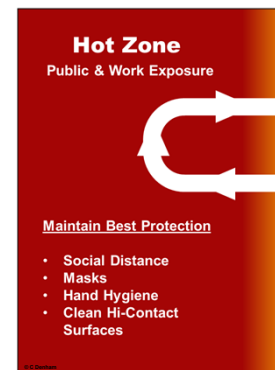 Hot Zone
Public & Work Exposure
Maintain Best Protection
• Social Distance
• Masks
• Hand Hygiene
• Clean Hi-Contact
Surfaces